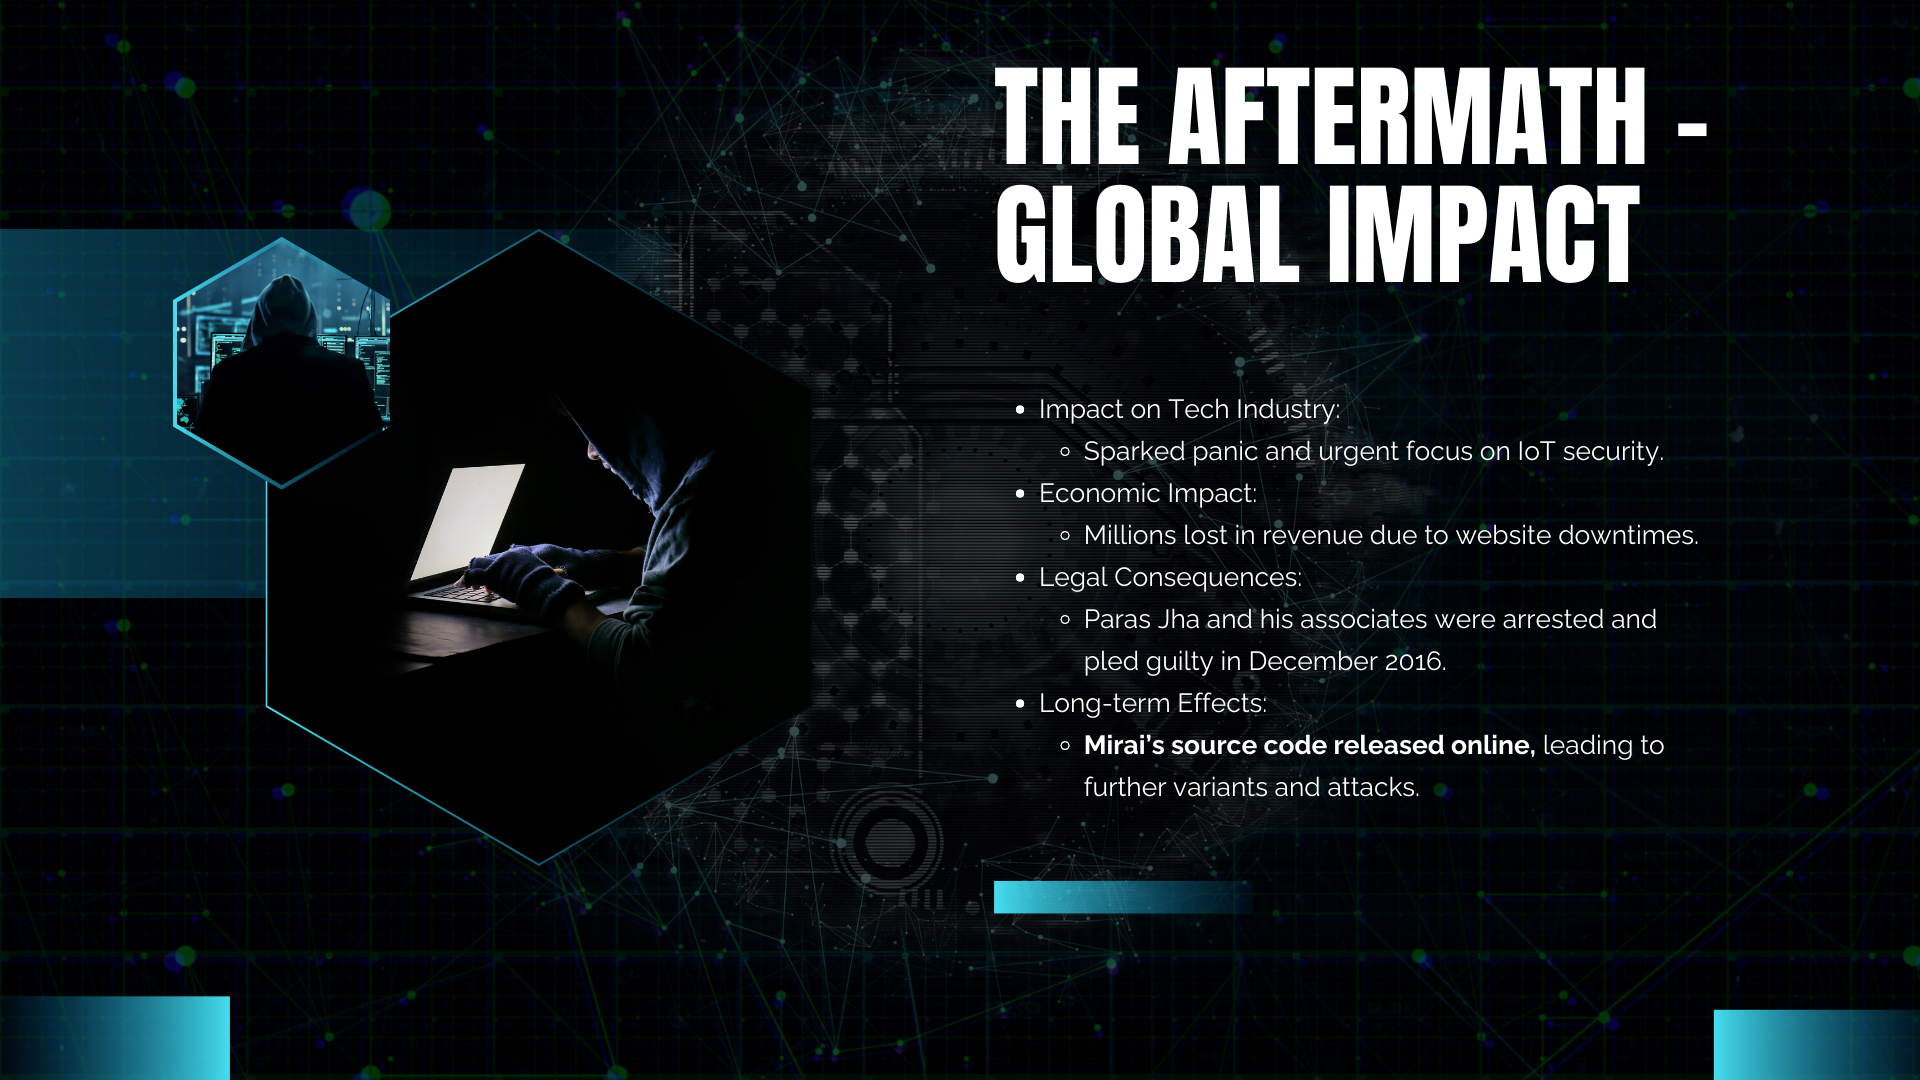 THE AFTERMATH -
GLOBAL IMPACT
• Impact on Tech Industry:
◦ Sparked panic and urgent focus on IoT security.
• Economic Impact:
◦ Millions lost in revenue due to website downtimes.
• Legal Consequences:
◦ Paras Jha and his associates were arrested and
pled guilty in December 2016.
• Long-term Effects:
◦ Mirai's source code released online, leading to
further variants and attacks.